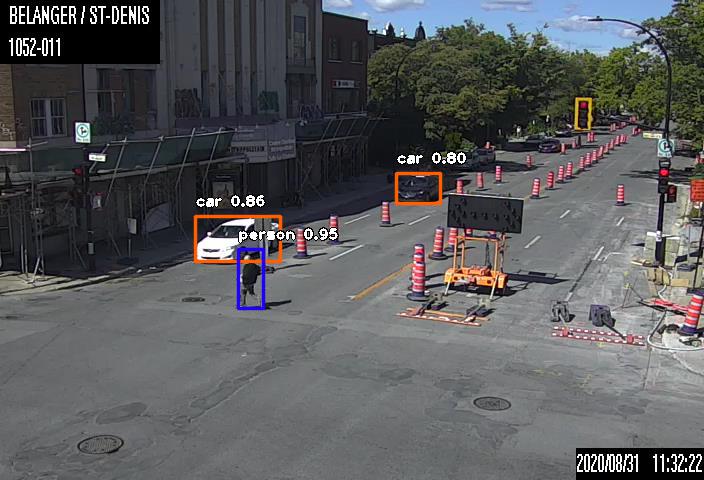 BELANGER / ST-DENIS
1052-011
car 0.80
car 0.86
person 0.95
2020/08/31 11:32:22